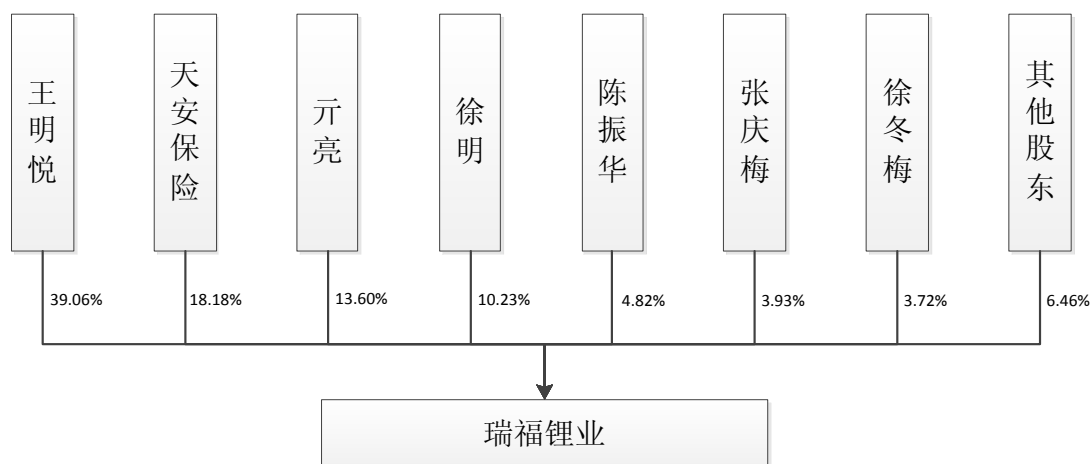 王明悦
天安保险
亓亮
徐明
陈振华
张庆梅
徐冬梅
其他股东
39.06%
18.18%
13.60%
10.23%
4.82%
3.93%
3.72%
6.46%
瑞福锂业